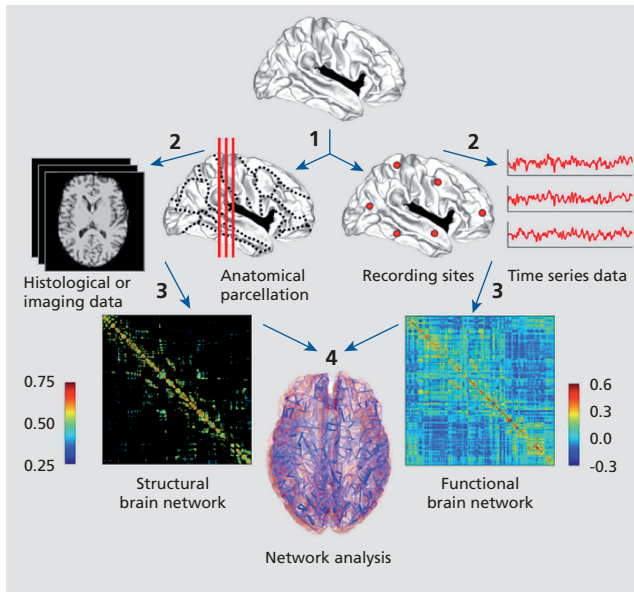 2
1
2
Histological or
imaging data
Anatomical
parcellation
Recording sites
Time series data
3
3
4
0.75
0.50
0.25
0.6
0.3
0.0
-0.3
Structural
brain network
Functional
brain network
Network analysis